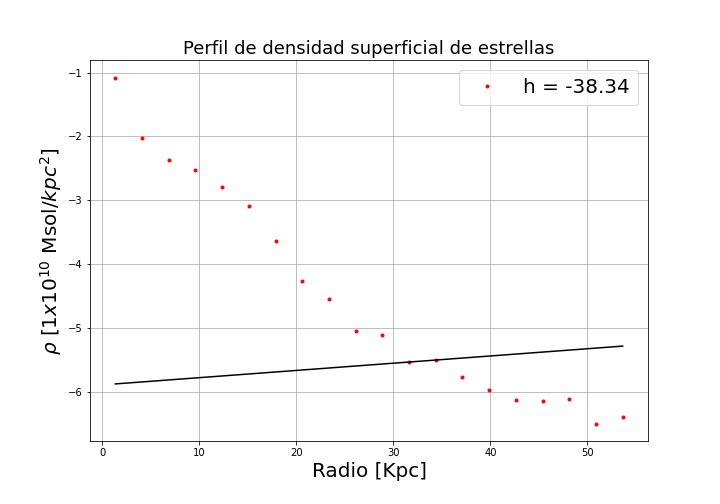 Perfil de densidad superficial de estrellas
h = -38.34
−1
−2
−3
−4
−5
−6
ρ [1x10¹⁰ Msol/kpc²]
0 10 20 30 40 50
Radio [Kpc]